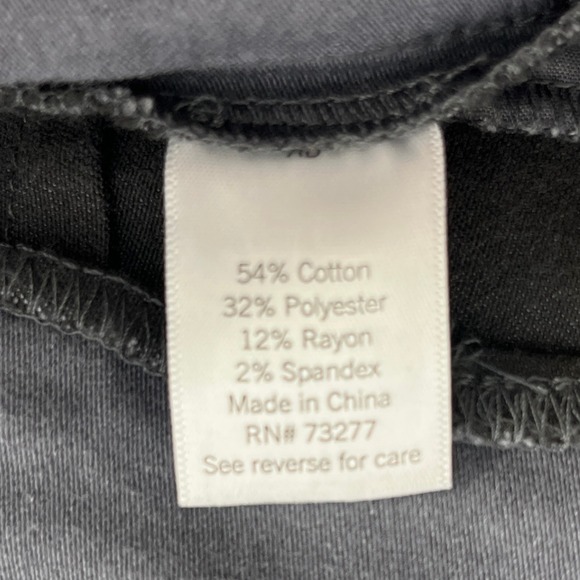 54% Cotton
32% Polyester
12% Rayon
2% Spandex
Made in China
RN# 73277
See reverse for care